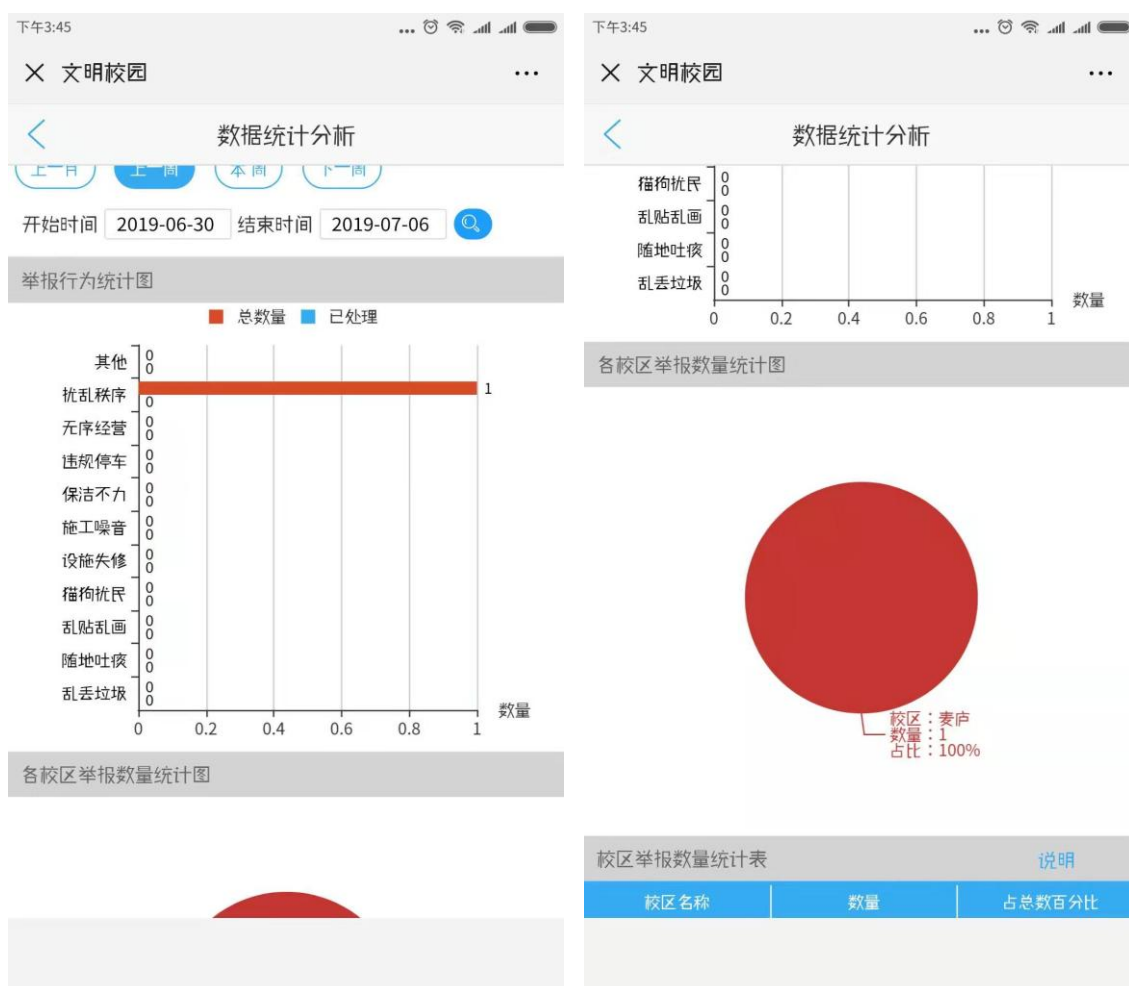 下午3:45
文明校园
数据统计分析
上一月 上一周 本周 下一周
开始时间 2019-06-30 结束时间 2019-07-06
举报行为统计图
总数量 已处理
其他 0 0
扰乱秩序 1 0
无序经营 0 0
违规停车 0 0
保洁不力 0 0
施工噪音 0 0
设施失修 0 0
猫狗扰民 0 0
乱贴乱画 0 0
随地吐痰 0 0
乱丢垃圾 0 0
数量
0 0.2 0.4 0.6 0.8 1
各校区举报数量统计图
下午3:45
文明校园
数据统计分析
猫狗扰民 0 0
乱贴乱画 0 0
随地吐痰 0 0
乱丢垃圾 0 0
数量
0 0.2 0.4 0.6 0.8 1
各校区举报数量统计图
校区：麦庐
数量：1
占比：100%
校区举报数量统计表 说明
校区名称 数量 占总数百分比